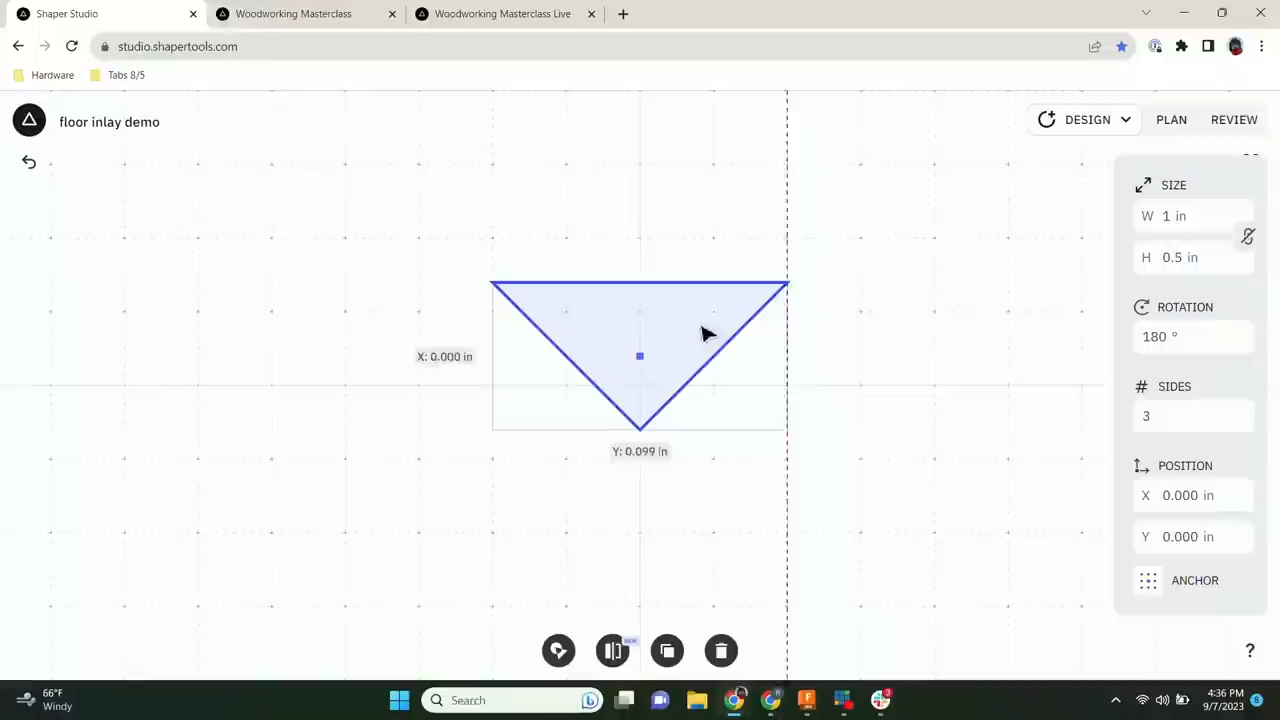 Shaper Studio
Woodworking Masterclass
Woodworking Masterclass Live
studio.shapertools.com
Hardware
Tabs 8/5
floor inlay demo
DESIGN
PLAN
REVIEW
SIZE
W 1 in
H 0.5 in
ROTATION
180 °
# SIDES
3
POSITION
X 0.000 in
Y 0.000 in
ANCHOR
X: 0.000 in
Y: 0.099 in
NEW
?
66°F
Windy
Search
3
4:36 PM
9/7/2023